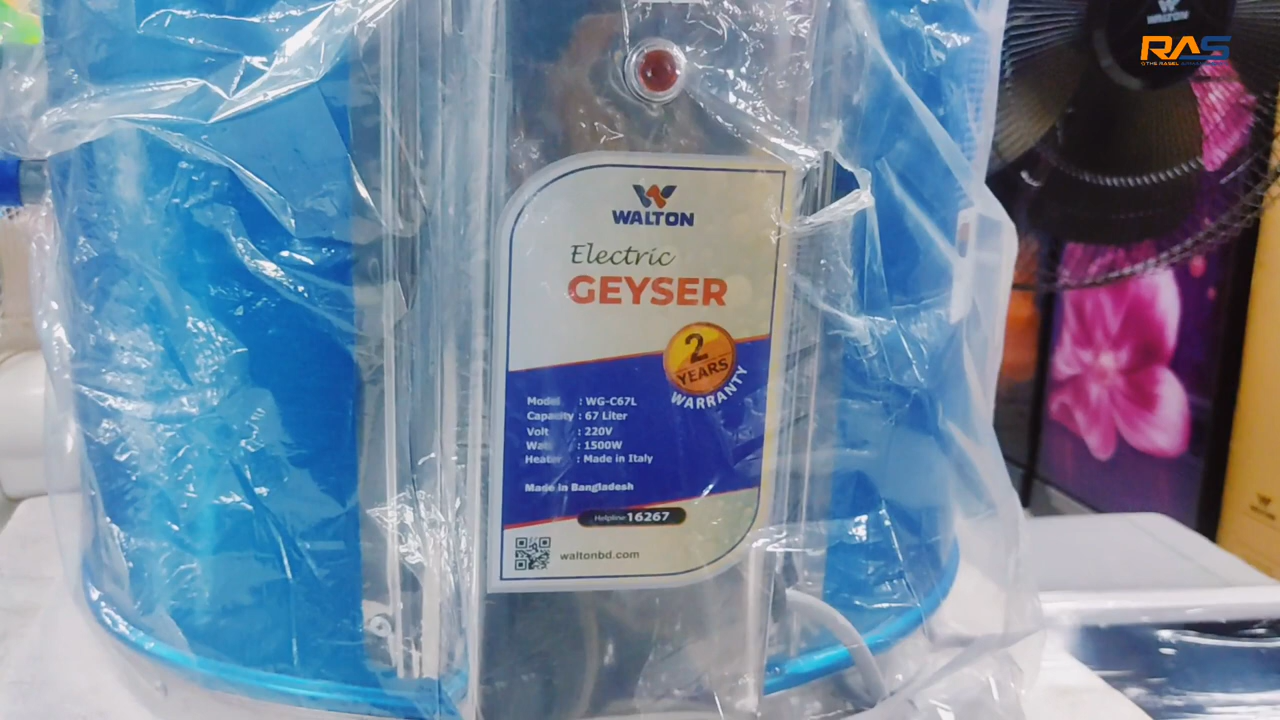 WALTON
RAS
WALTON
Electric
GEYSER
2
YEARS
WARRANTY
Model : WG-C67L
Capacity : 67 Liter
Volt : 220V
Watt : 1500W
Heater : Made in Italy
Made in Bangladesh
Helpline 16267
waltonbd.com